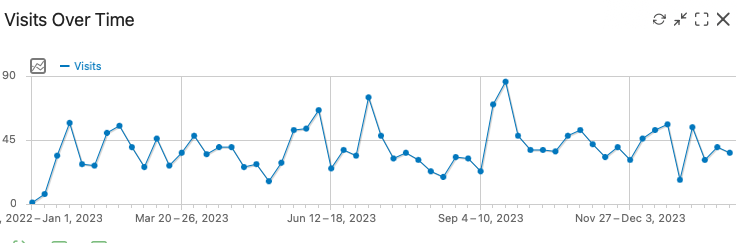 Visits Over Time
Visits
90
45
0
, 2022 – Jan 1, 2023
Mar 20 – 26, 2023
Jun 12 – 18, 2023
Sep 4 – 10, 2023
Nov 27 – Dec 3, 2023